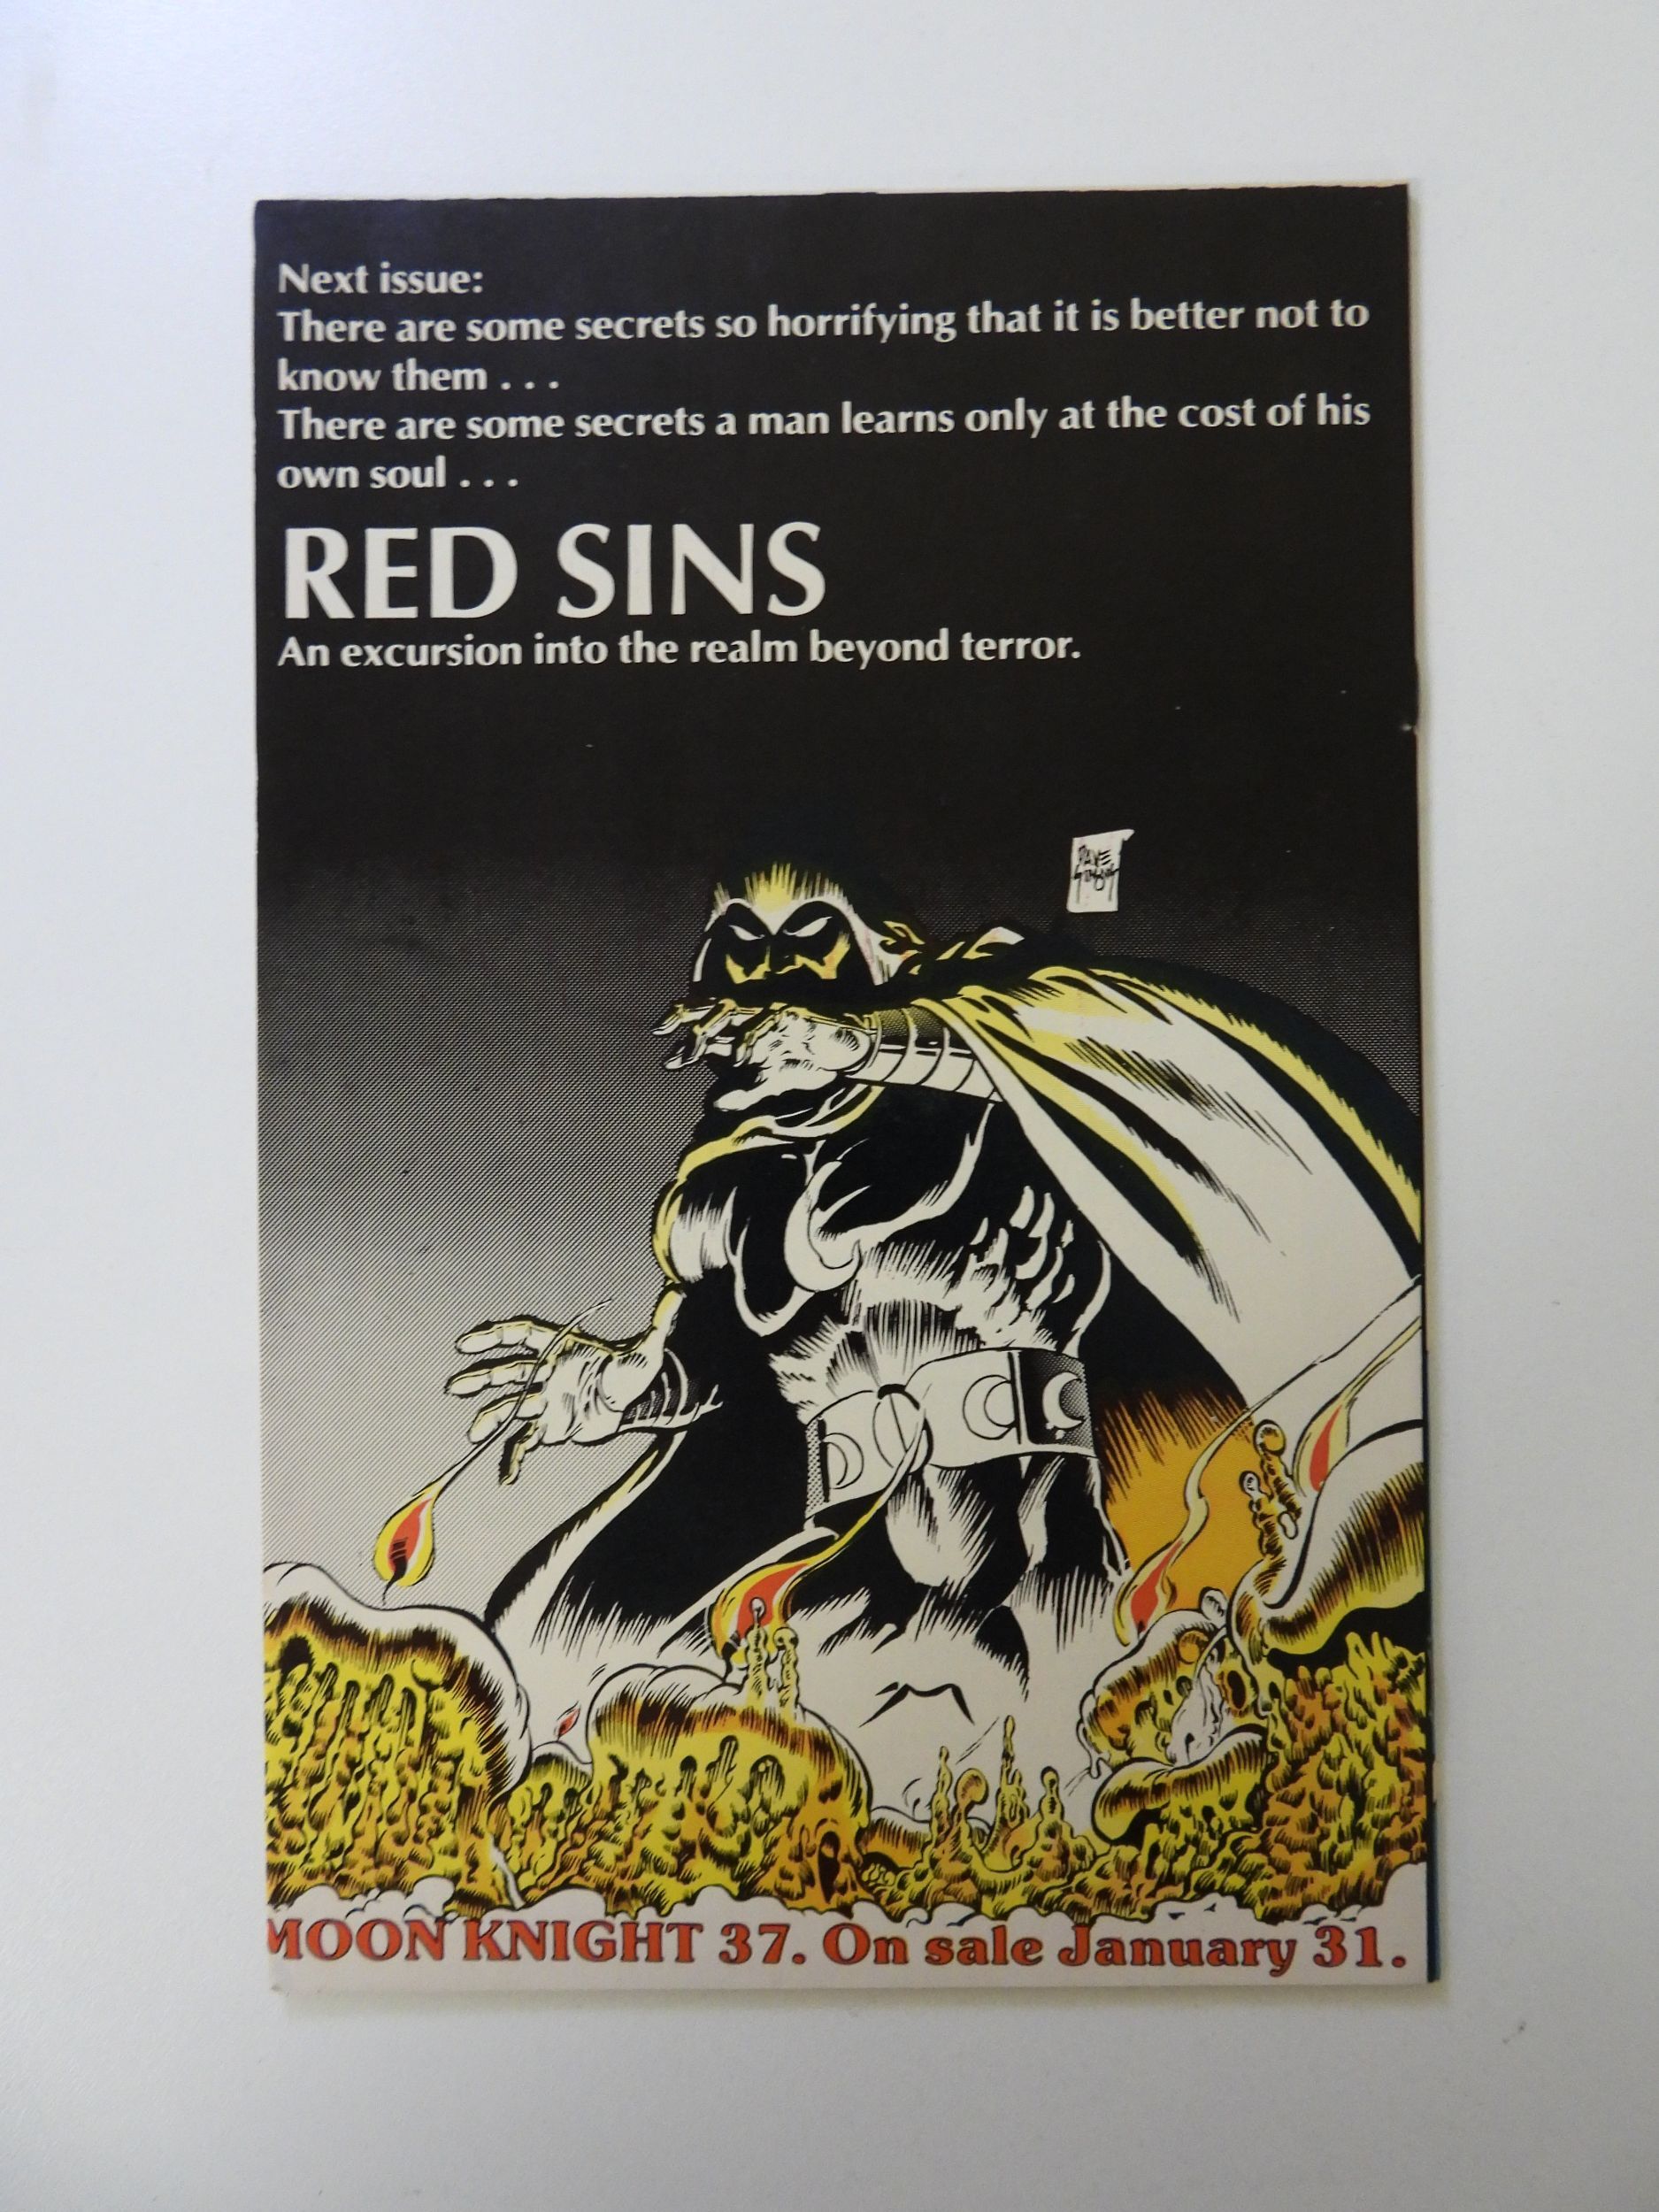 Next issue:
There are some secrets so horrifying that it is better not to
know them . . .
There are some secrets a man learns only at the cost of his
own soul . . .
RED SINS
An excursion into the realm beyond terror.
DAVE
MOON KNIGHT 37. On sale January 31.